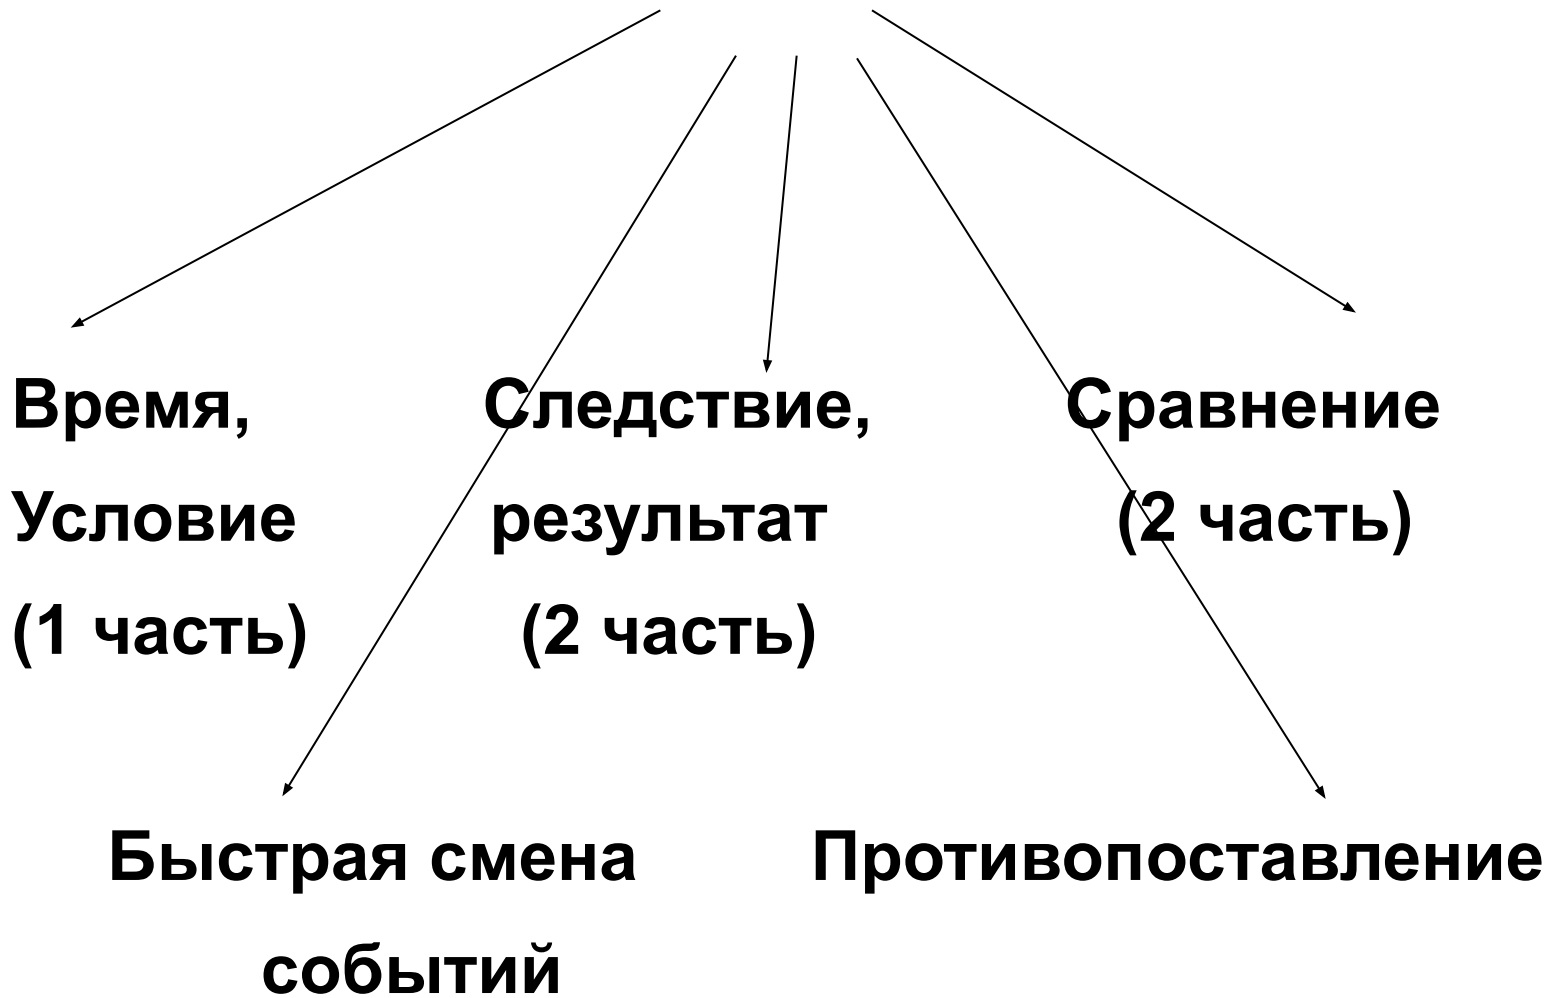 Время, Следствие, Сравнение
Условие результат (2 часть)
(1 часть) (2 часть)
Быстрая смена Противопоставление
событий